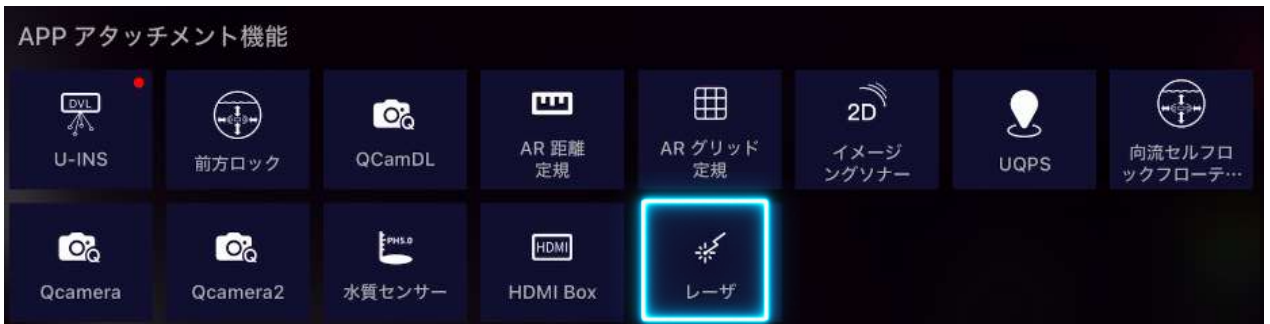 APP アタッチメント機能
DVL
U-INS
前方ロック
QCamDL
AR 距離
定規
AR グリッド
定規
2D
イメージ
ングソナー
UQPS
向流セルフロ
ックフローテ…
Qcamera
Qcamera2
PH5.0
水質センサー
HDMI
HDMI Box
レーザ